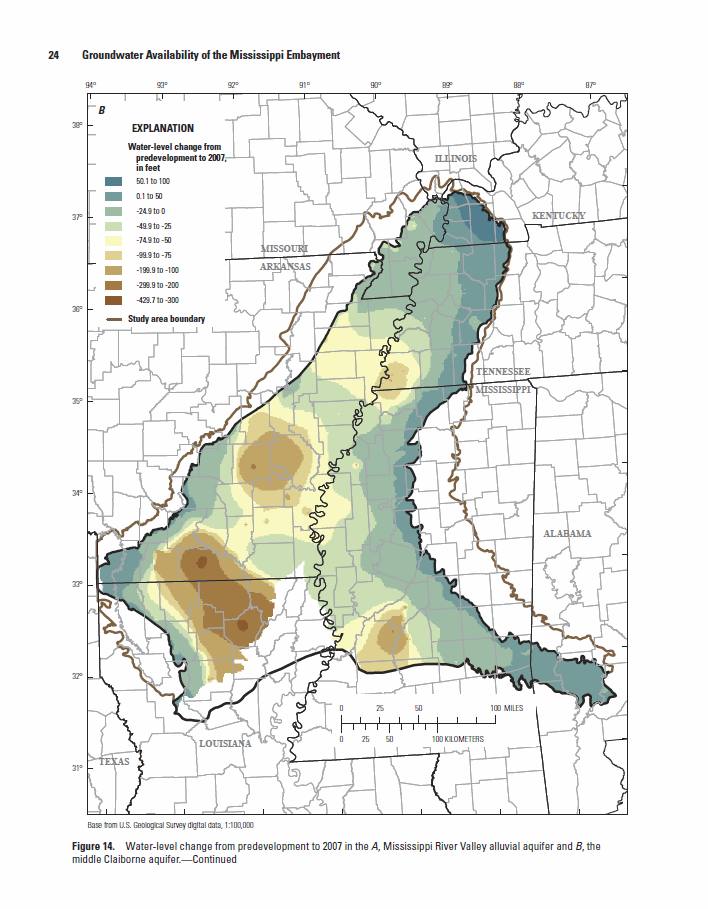 24 Groundwater Availability of the Mississippi Embayment
94° 93° 92° 91° 90° 89° 88° 87°
B
38°
37°
36°
35°
34°
33°
32°
31°
EXPLANATION
Water-level change from
predevelopment to 2007,
in feet
50.1 to 100
0.1 to 50
-24.9 to 0
-49.9 to -25
-74.9 to -50
-99.9 to -75
-199.9 to -100
-299.9 to -200
-429.7 to -300
Study area boundary
ILLINOIS
KENTUCKY
MISSOURI
ARKANSAS
TENNESSEE
MISSISSIPPI
ALABAMA
LOUISIANA
TEXAS
0 25 50 100 MILES
0 25 50 100 KILOMETERS
Base from U.S. Geological Survey digital data, 1:100,000
Figure 14. Water-level change from predevelopment to 2007 in the A, Mississippi River Valley alluvial aquifer and B, the
middle Claiborne aquifer.—Continued